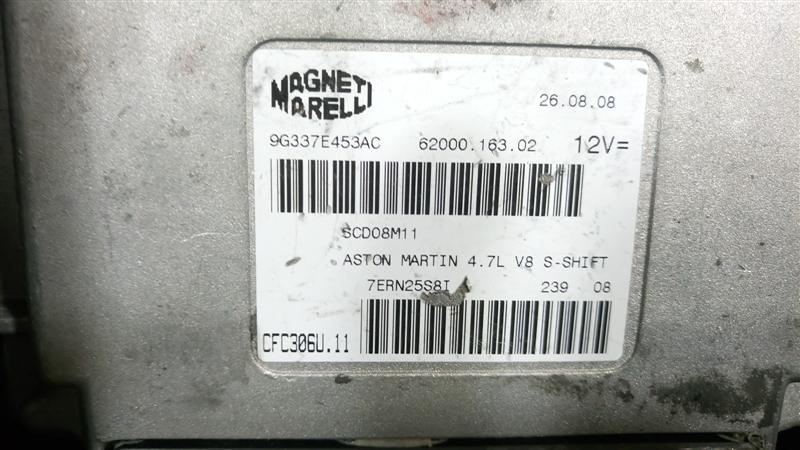 MAGNETI
MARELLI
26.08.08
9G337E453AC 62000.163.02 12V=
SCD08M11
ASTON MARTIN 4.7L V8 S-SHIFT
7ERN25S8I 239 08
CFC306U.11